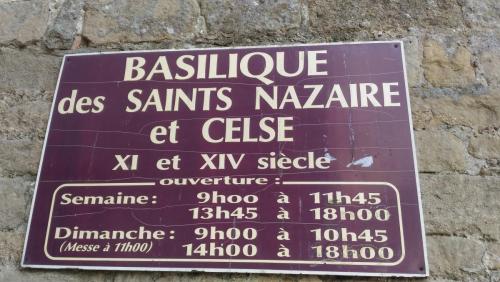 BASILIQUE
des SAINTS NAZAIRE
et CELSE
XI et XIV siècle
ouverture :
Semaine : 9hoo à 11h45
13h45 à 18h00
Dimanche : 9h00 à 10h45
(Messe à 11h00) 14h00 à 18h00